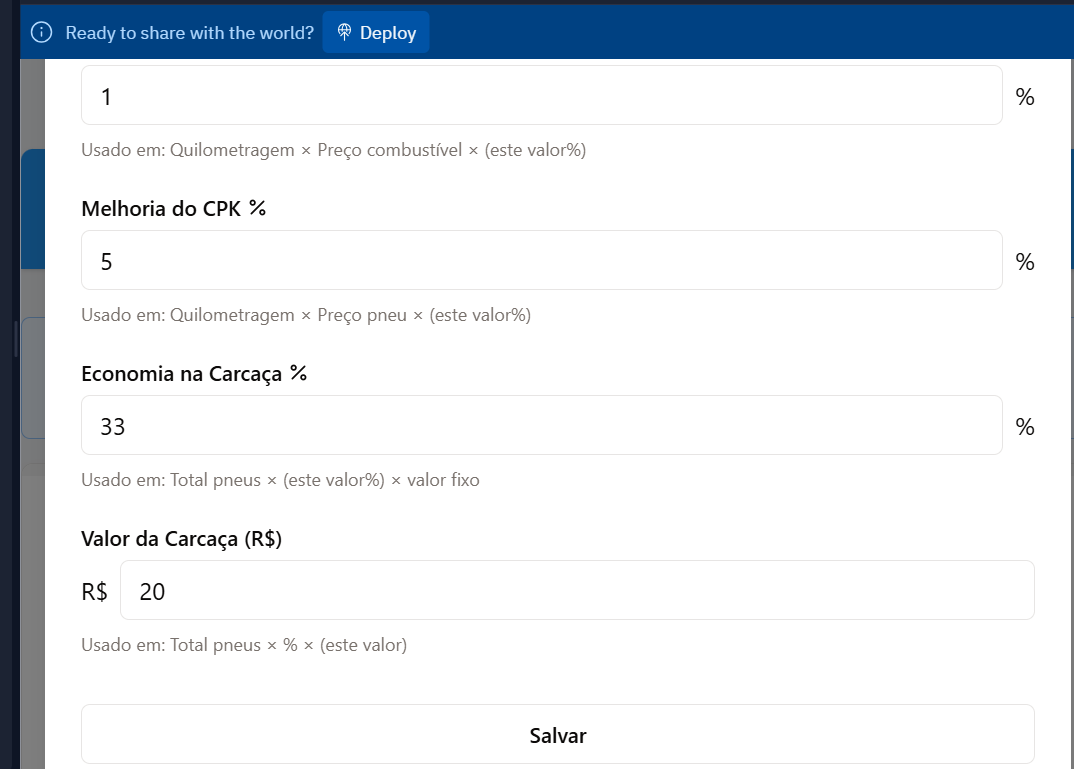 Ready to share with the world? Deploy
1 %
Usado em: Quilometragem × Preço combustível × (este valor%)
Melhoria do CPK %
5 %
Usado em: Quilometragem × Preço pneu × (este valor%)
Economia na Carcaça %
33 %
Usado em: Total pneus × (este valor%) × valor fixo
Valor da Carcaça (R$)
R$ 20
Usado em: Total pneus × % × (este valor)
Salvar